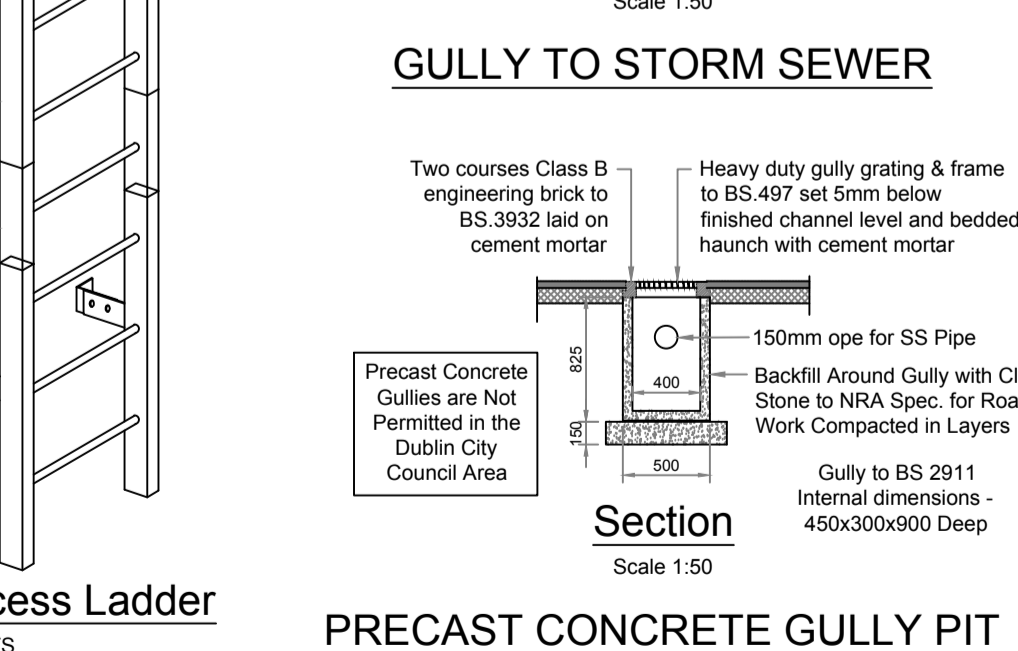 Scale 1:50
GULLY TO STORM SEWER
Two courses Class B
engineering brick to
BS.3932 laid on
cement mortar
Heavy duty gully grating & frame
to BS.497 set 5mm below
finished channel level and bedded
haunch with cement mortar
150mm ope for SS Pipe
Backfill Around Gully with Cl
Stone to NRA Spec. for Roa
Work Compacted in Layers
825
400
150
500
Precast Concrete
Gullies are Not
Permitted in the
Dublin City
Council Area
Gully to BS 2911
Internal dimensions -
450x300x900 Deep
Section
Scale 1:50
cess Ladder
PRECAST CONCRETE GULLY PIT